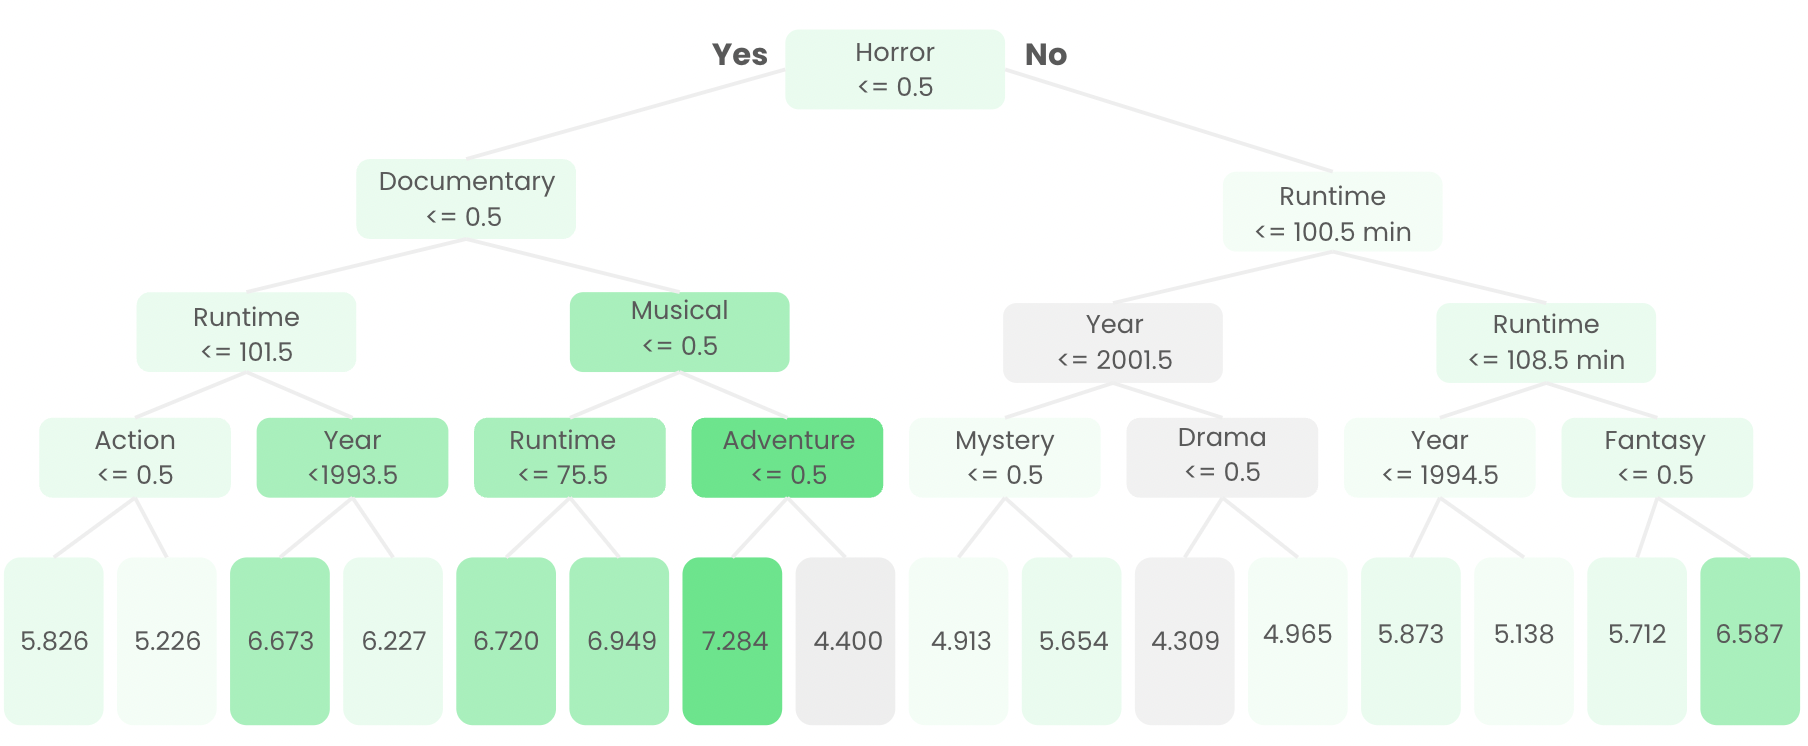 Yes
Horror
<= 0.5
No
Documentary
<= 0.5
Runtime
<= 100.5 min
Runtime
<= 101.5
Musical
<= 0.5
Year
<= 2001.5
Runtime
<= 108.5 min
Action
<= 0.5
Year
<1993.5
Runtime
<= 75.5
Adventure
<= 0.5
Mystery
<= 0.5
Drama
<= 0.5
Year
<= 1994.5
Fantasy
<= 0.5
5.826
5.226
6.673
6.227
6.720
6.949
7.284
4.400
4.913
5.654
4.309
4.965
5.873
5.138
5.712
6.587